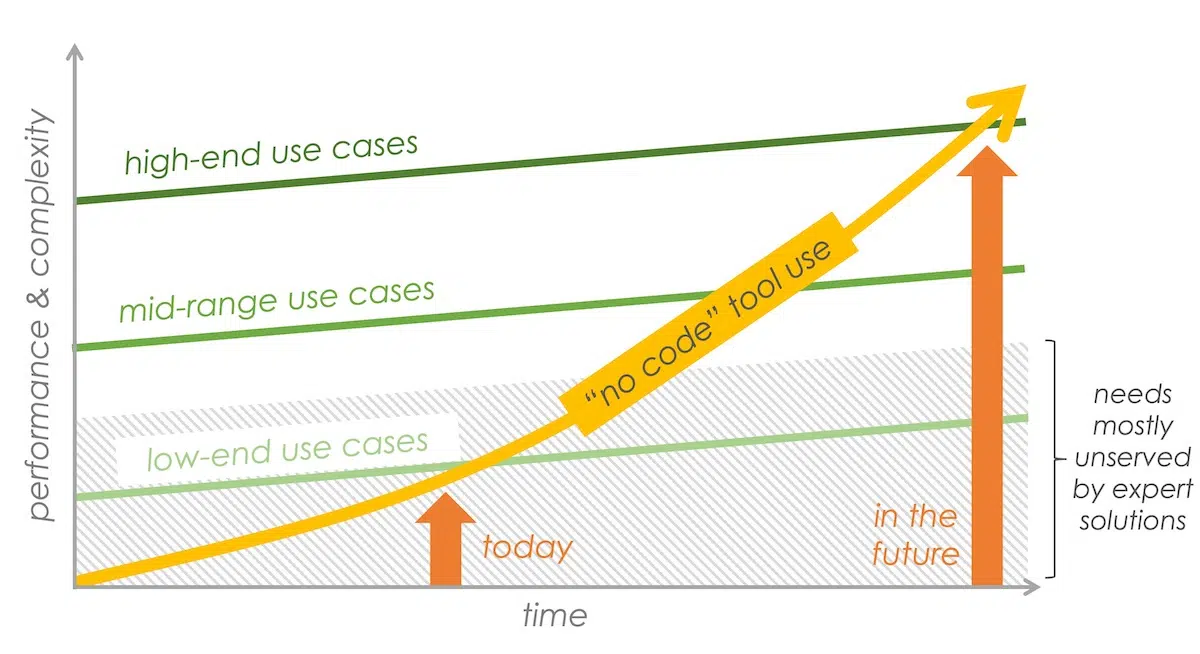 performance & complexity
high-end use cases
mid-range use cases
low-end use cases
“no code” tool use
today
in the
future
needs
mostly
unserved
by expert
solutions
time